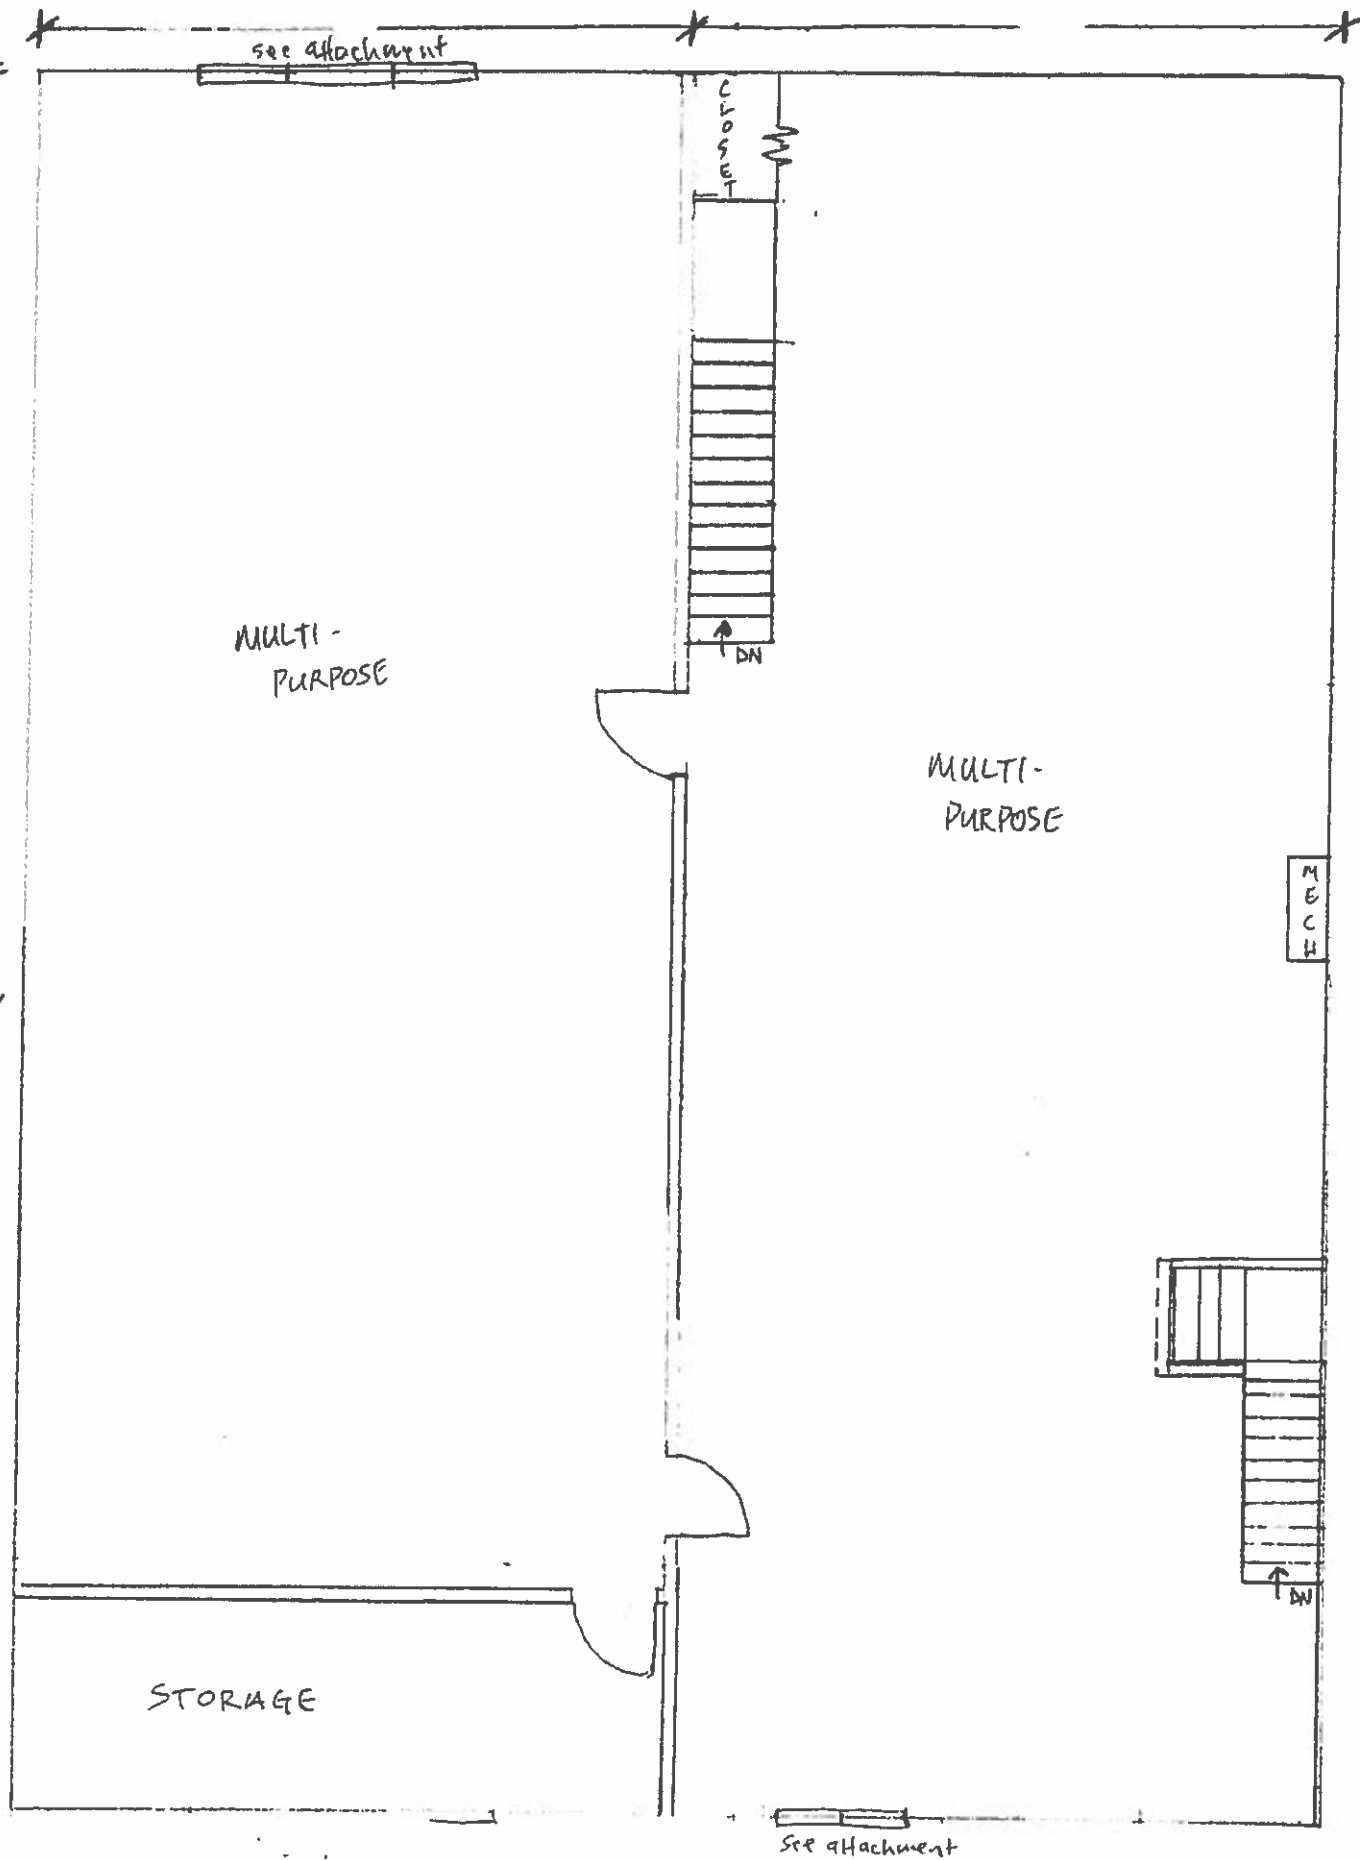 see attachment
CLOSET
MULTI-
PURPOSE
DN
MULTI-
PURPOSE
MECH
DN
STORAGE
see attachment